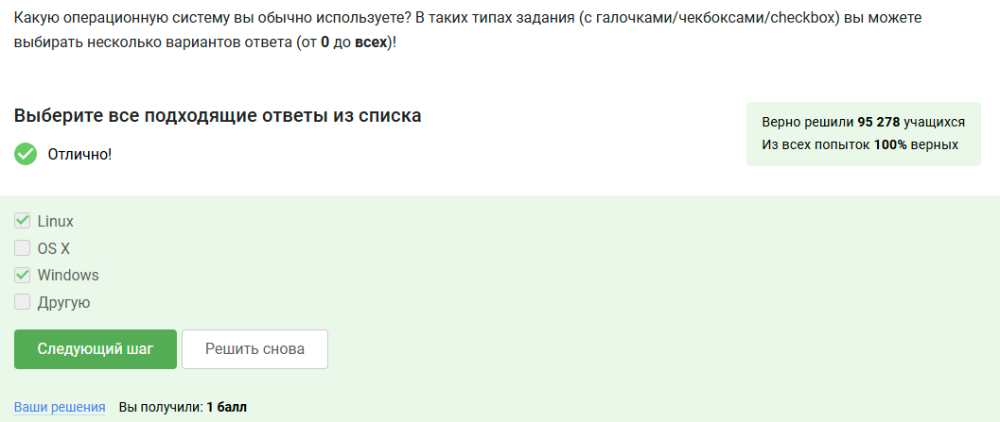 Какую операционную систему вы обычно используете? В таких типах задания (с галочками/чекбоксами/checkbox) вы можете
выбирать несколько вариантов ответа (от 0 до всех)!
Выберите все подходящие ответы из списка
Верно решили 95 278 учащихся
Из всех попыток 100% верных
Отлично!
Linux
OS X
Windows
Другую
Следующий шаг
Решить снова
Ваши решения
Вы получили: 1 балл